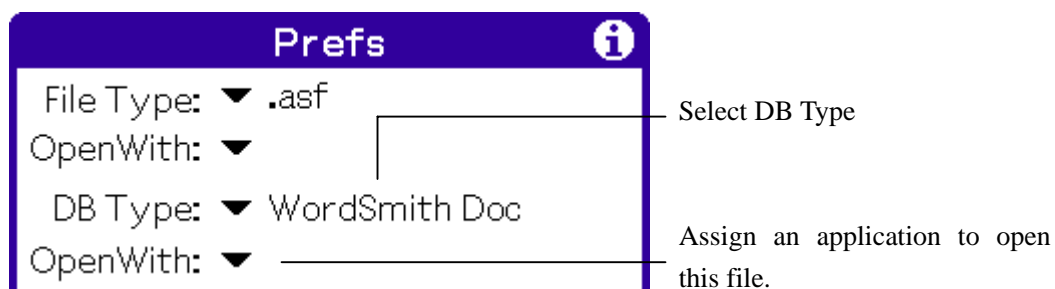 Prefs
File Type: .asf
Select DB Type
OpenWith:
DB Type: WordSmith Doc
OpenWith:
Assign an application to open
this file.